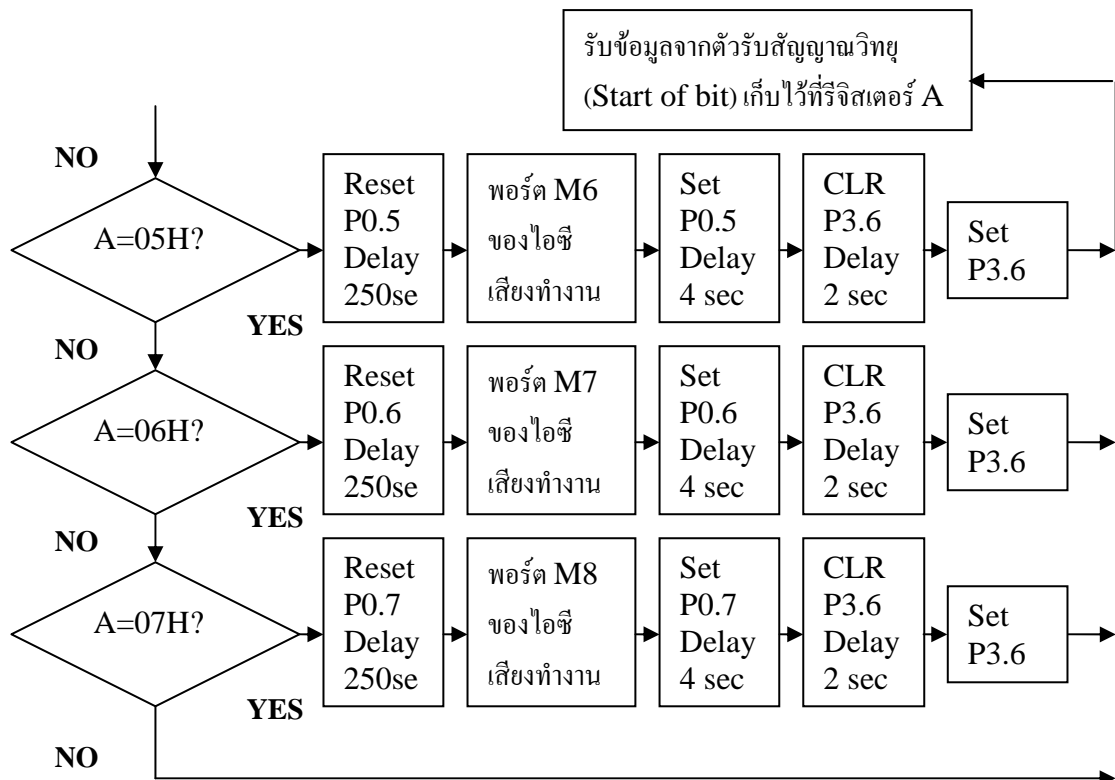 รับข้อมูลจากตัวรับสัญญาณวิทยุ
(Start of bit) เก็บไว้ที่รีจิสเตอร์ A
NO
A=05H?
YES
Reset
P0.5
Delay
250se
พอร์ต M6
ของไอซี
เสียงทำงาน
Set
P0.5
Delay
4 sec
CLR
P3.6
Delay
2 sec
Set
P3.6
NO
A=06H?
YES
Reset
P0.6
Delay
250se
พอร์ต M7
ของไอซี
เสียงทำงาน
Set
P0.6
Delay
4 sec
CLR
P3.6
Delay
2 sec
Set
P3.6
NO
A=07H?
YES
Reset
P0.7
Delay
250se
พอร์ต M8
ของไอซี
เสียงทำงาน
Set
P0.7
Delay
4 sec
CLR
P3.6
Delay
2 sec
Set
P3.6
NO